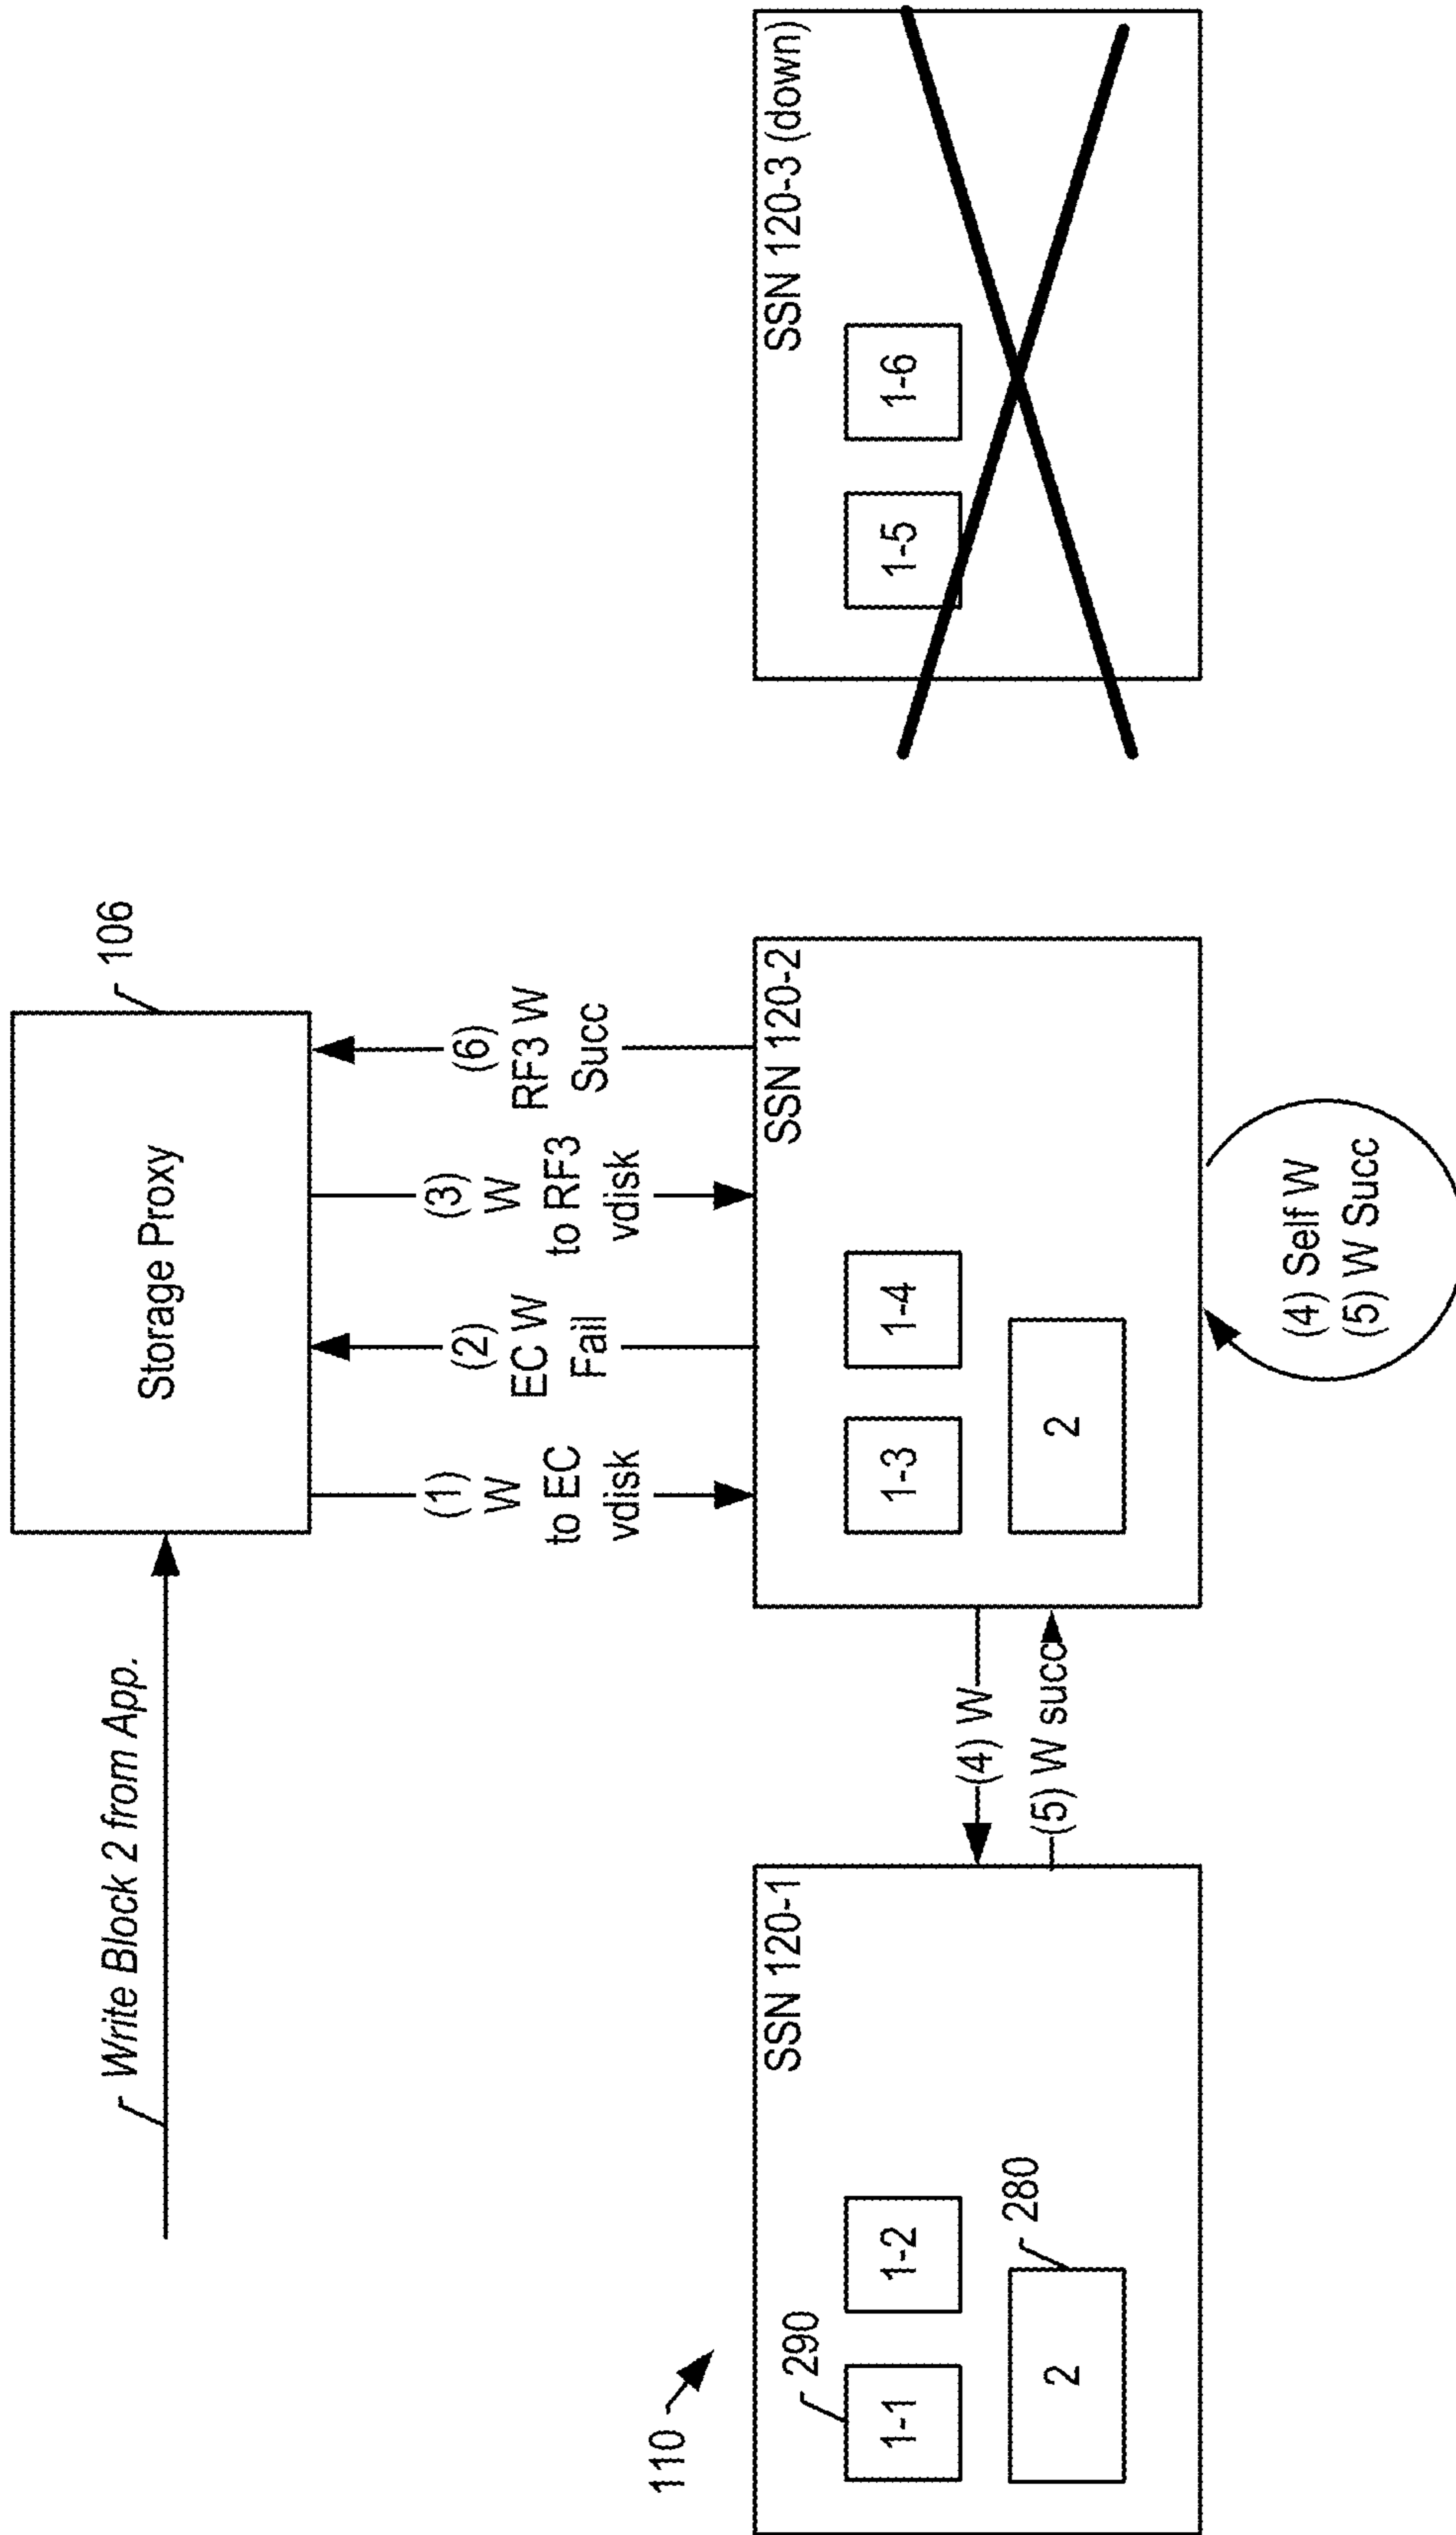 Write Block 2 from App.
Storage Proxy
106
(1)
W
to EC
vdisk
(2)
EC W
Fail
(3)
W
to RF3
vdisk
(6)
RF3 W
Succ
110
SSN 120-1
290
1-1
1-2
2
280
(4) W
(5) W succ
SSN 120-2
1-3
1-4
2
(4) Self W
(5) W Succ
SSN 120-3 (down)
1-5
1-6